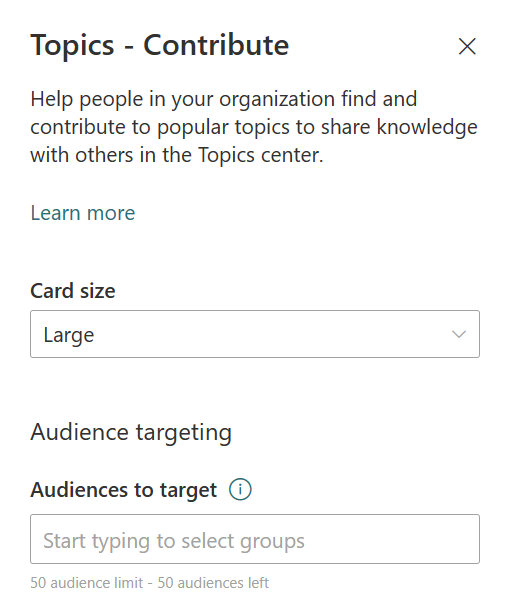 Topics - Contribute
Help people in your organization find and
contribute to popular topics to share knowledge
with others in the Topics center.
Learn more
Card size
Large
Audience targeting
Audiences to target
Start typing to select groups
50 audience limit - 50 audiences left